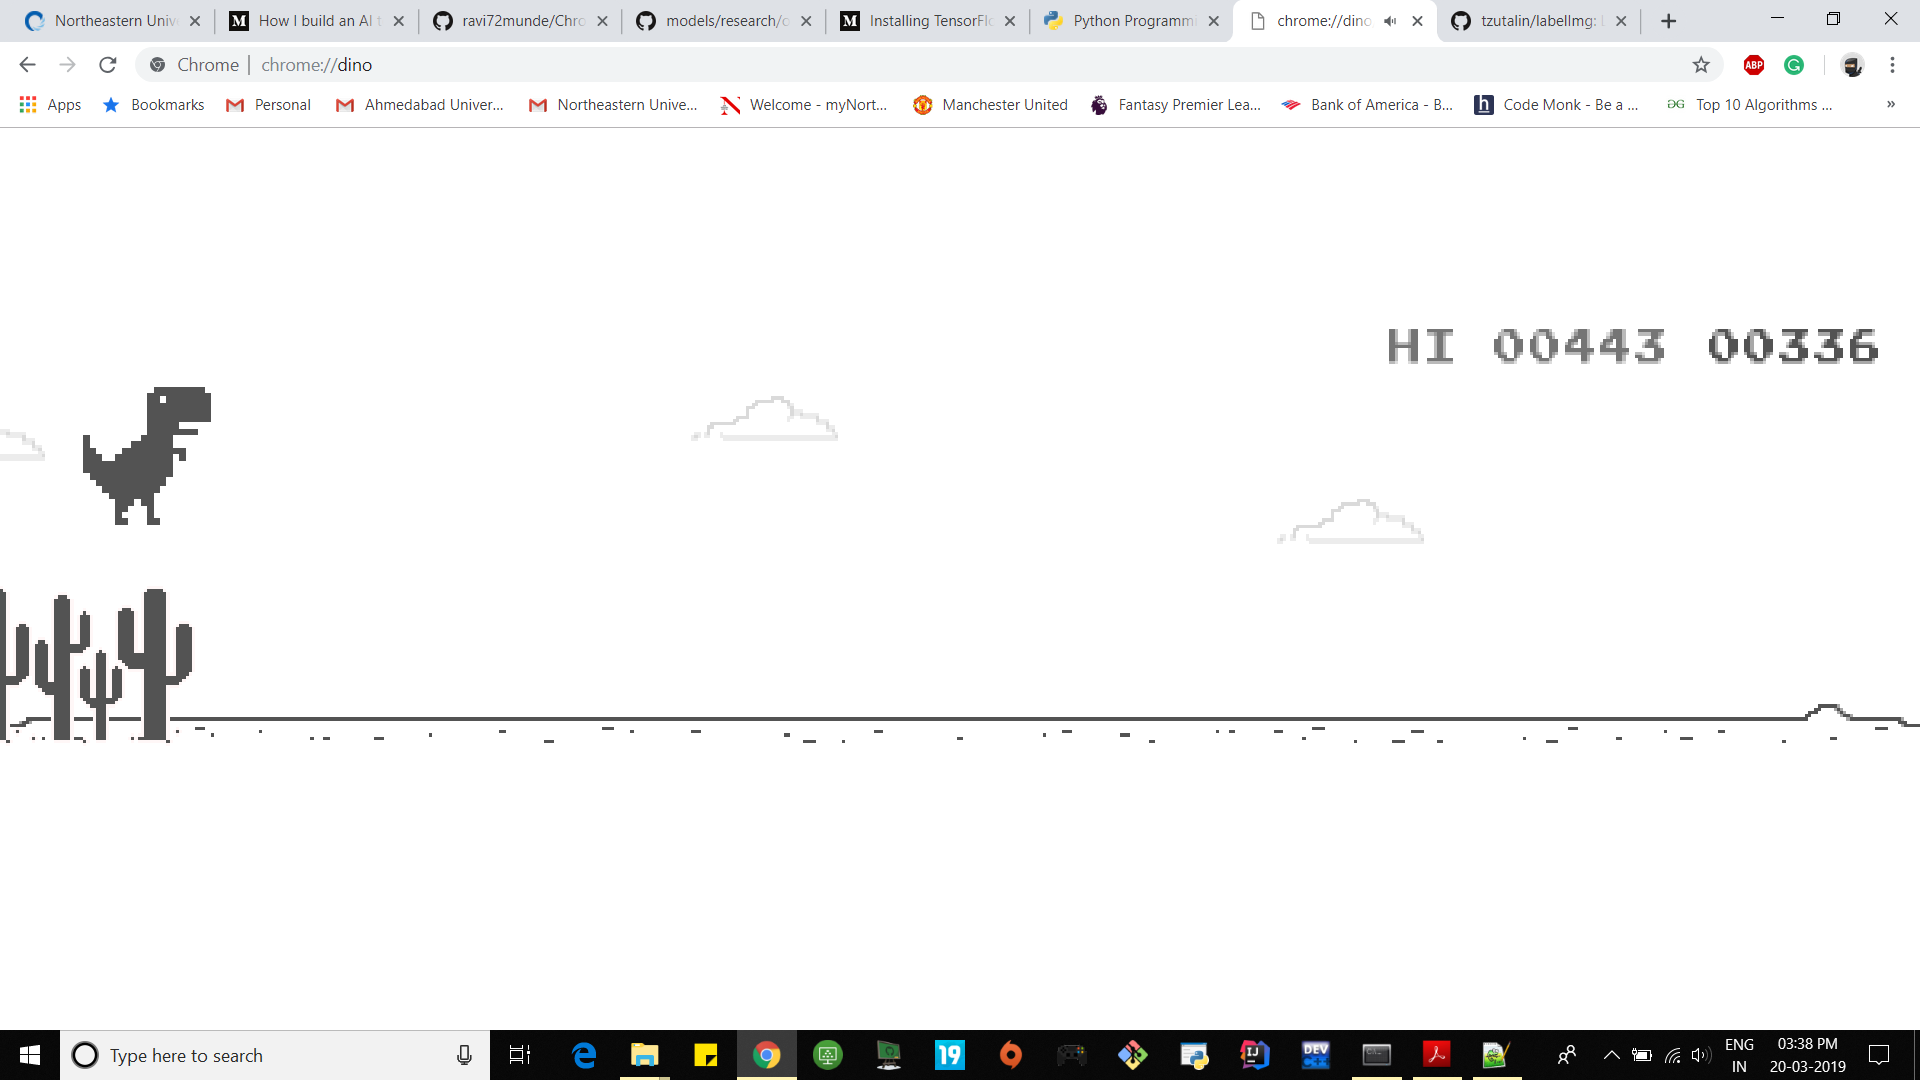 Northeastern Univ
How I build an AI t
ravi72munde/Chro
models/research/o
Installing TensorFlo
Python Programmi
chrome://dino
tzutalin/labelImg:
Chrome | chrome://dino
ABP
G
Apps
Bookmarks
Personal
Ahmedabad Univer...
Northeastern Unive...
Welcome - myNort...
Manchester United
Fantasy Premier Lea...
Bank of America - B...
Code Monk - Be a ...
Top 10 Algorithms ...
»
HI 00443 00336
Type here to search
19
IJ
DEV
ENG
IN
03:38 PM
20-03-2019